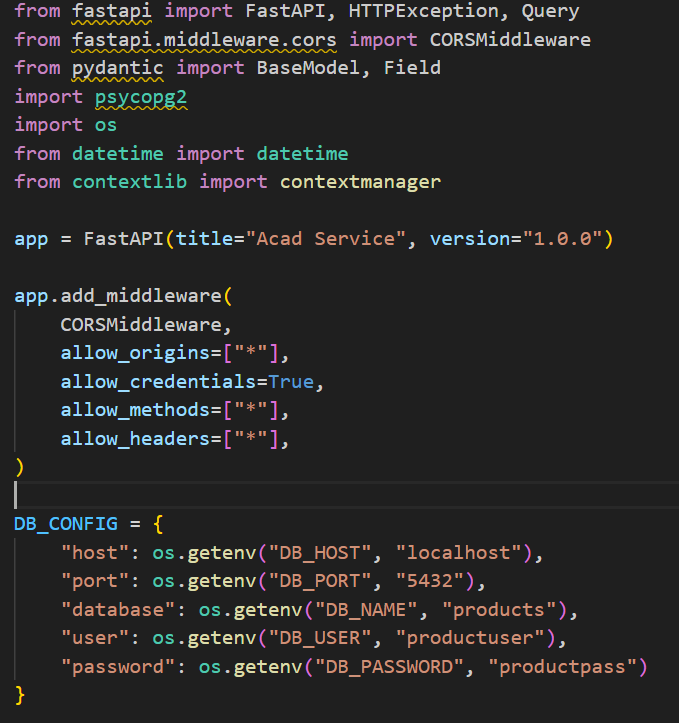 from fastapi import FastAPI, HTTPException, Query
from fastapi.middleware.cors import CORSMiddleware
from pydantic import BaseModel, Field
import psycopg2
import os
from datetime import datetime
from contextlib import contextmanager

app = FastAPI(title="Acad Service", version="1.0.0")

app.add_middleware(
    CORSMiddleware,
    allow_origins=["*"],
    allow_credentials=True,
    allow_methods=["*"],
    allow_headers=["*"],
)

DB_CONFIG = {
    "host": os.getenv("DB_HOST", "localhost"),
    "port": os.getenv("DB_PORT", "5432"),
    "database": os.getenv("DB_NAME", "products"),
    "user": os.getenv("DB_USER", "productuser"),
    "password": os.getenv("DB_PASSWORD", "productpass")
}